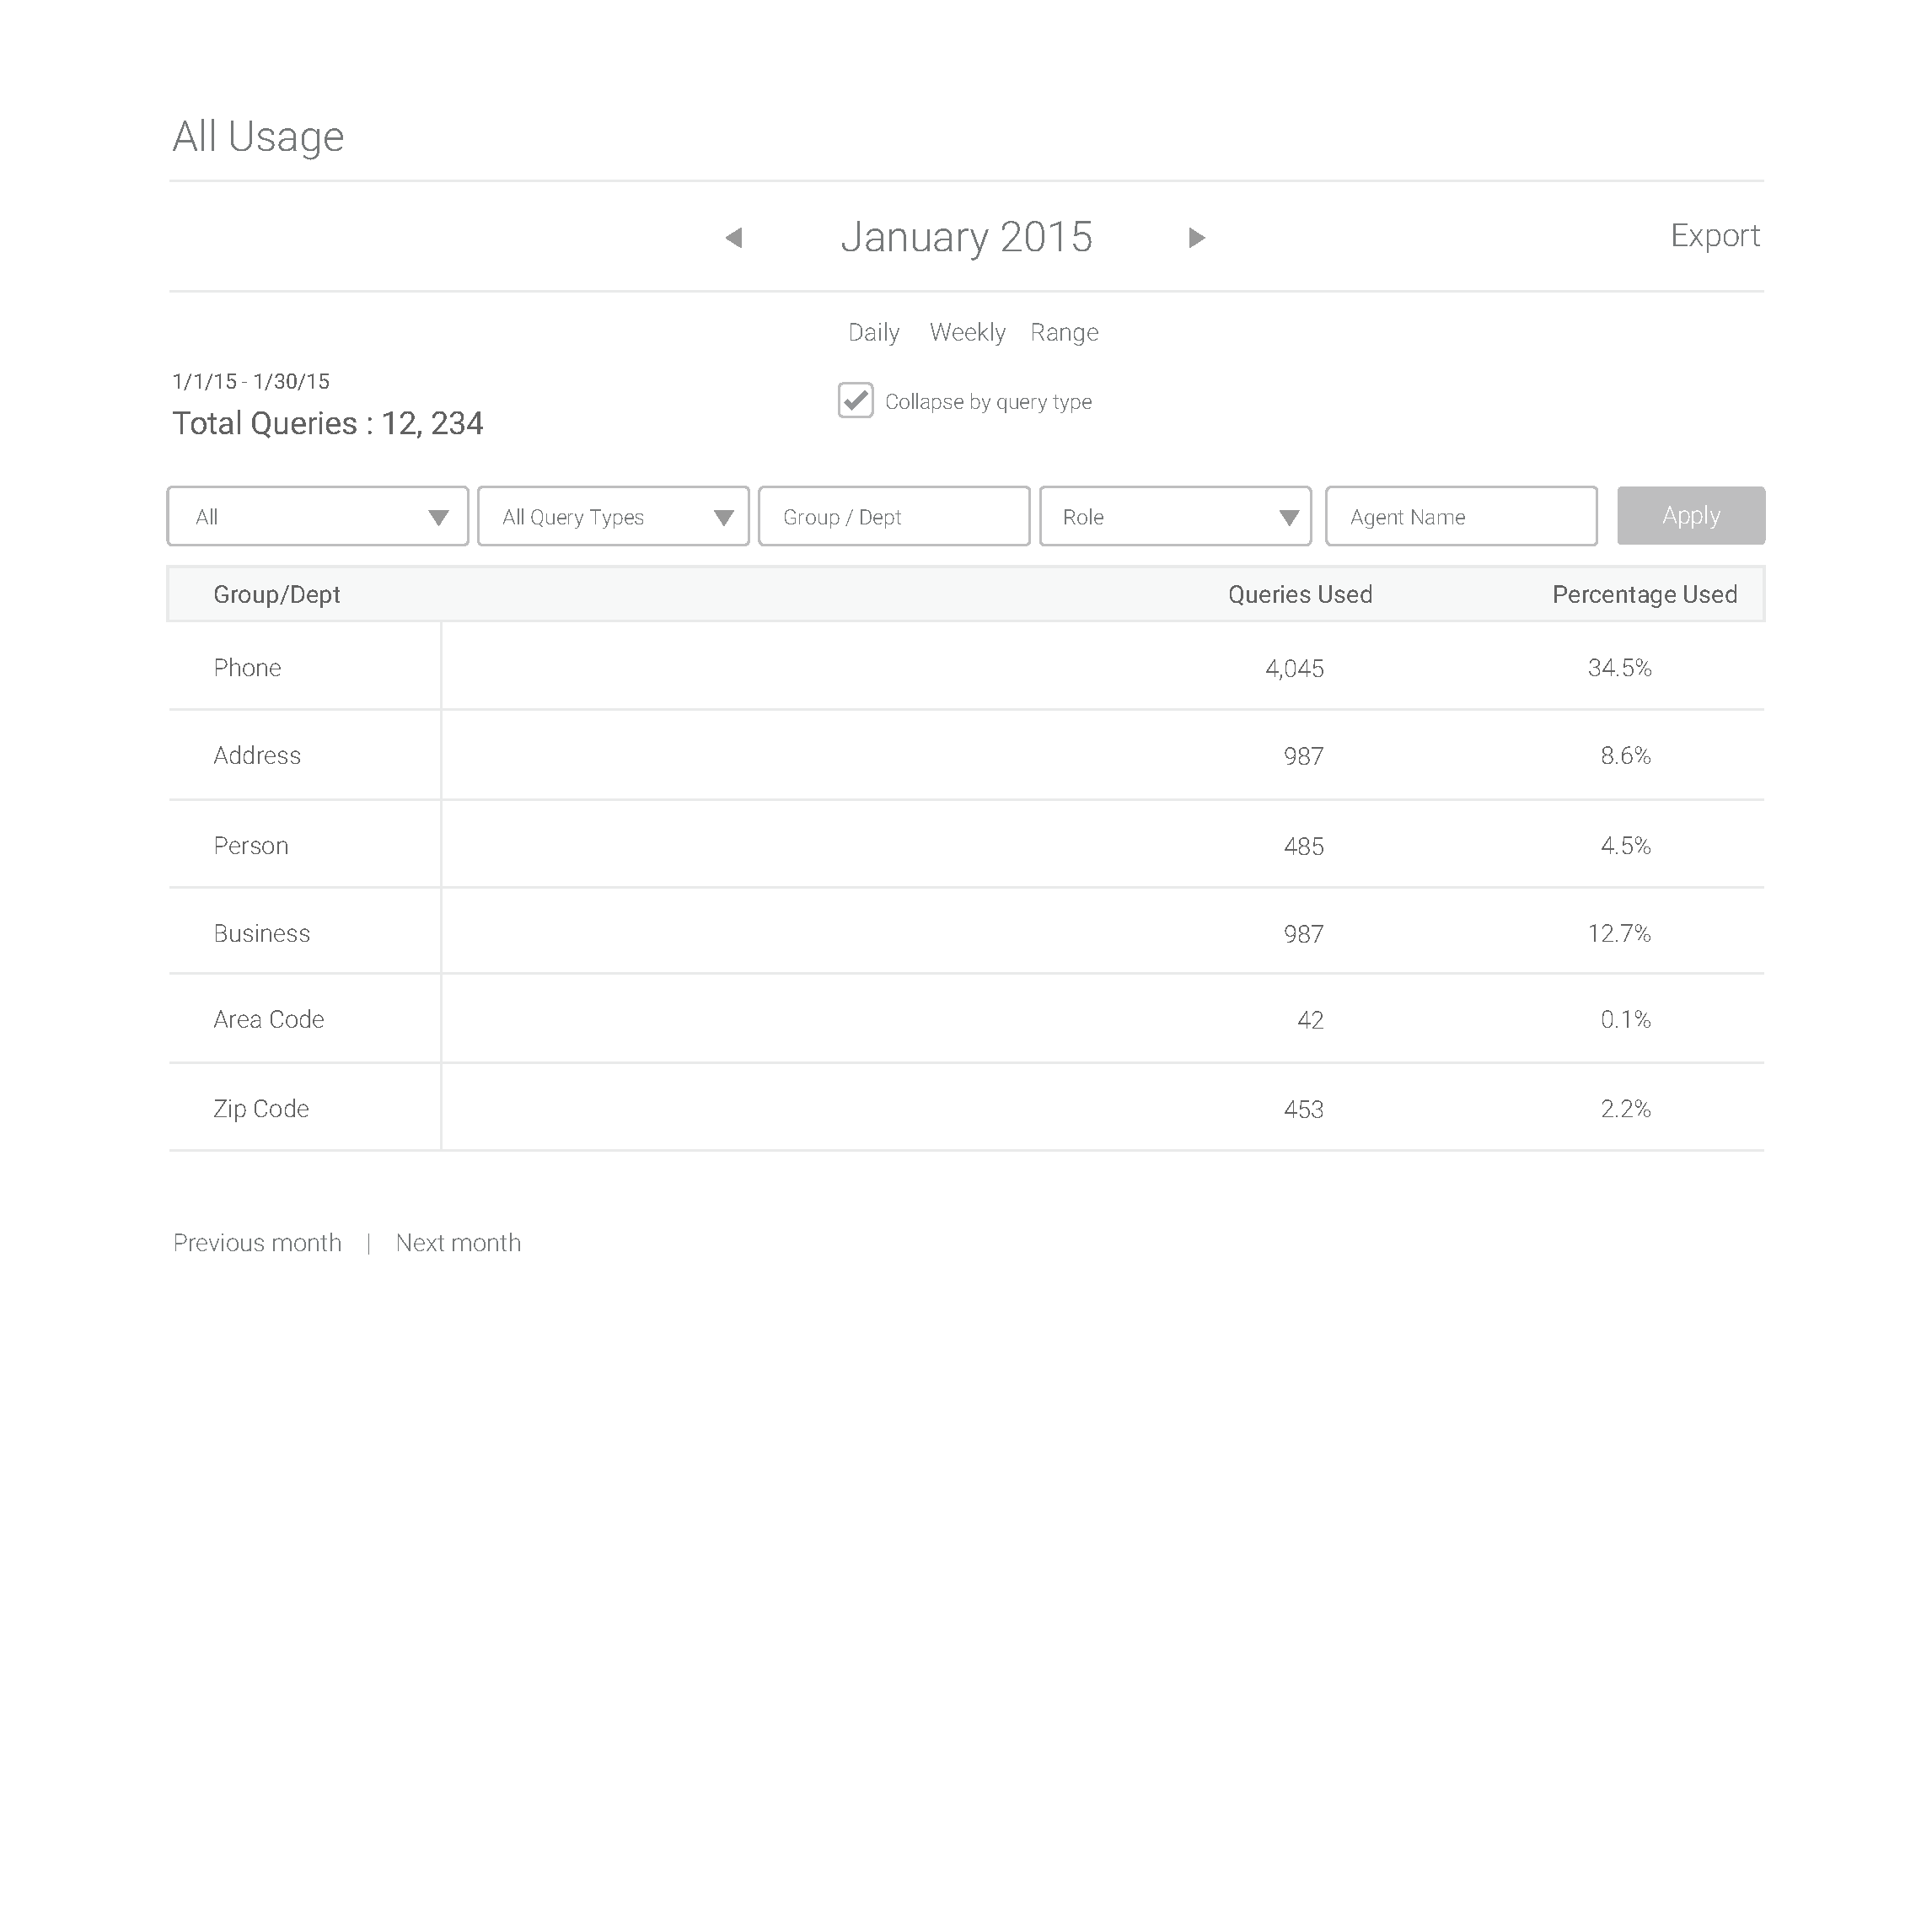 All Usage
January 2015
Export
Daily Weekly Range
1/1/15 - 1/30/15
Collapse by query type
Total Queries : 12, 234
All All Query Types Group / Dept Role Agent Name Apply
Group/Dept Queries Used Percentage Used
Phone 4,045 34.5%
Address 987 8.6%
Person 485 4.5%
Business 987 12.7%
Area Code 42 0.1%
Zip Code 453 2.2%
Previous month | Next month